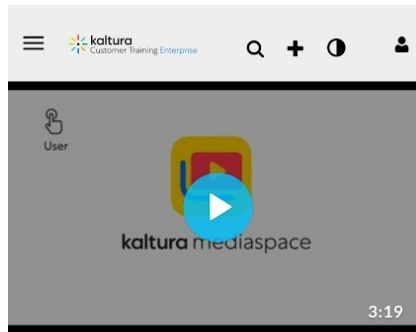 kaltura
Customer Training Enterprise
User
kaltura mediaspace
3:19